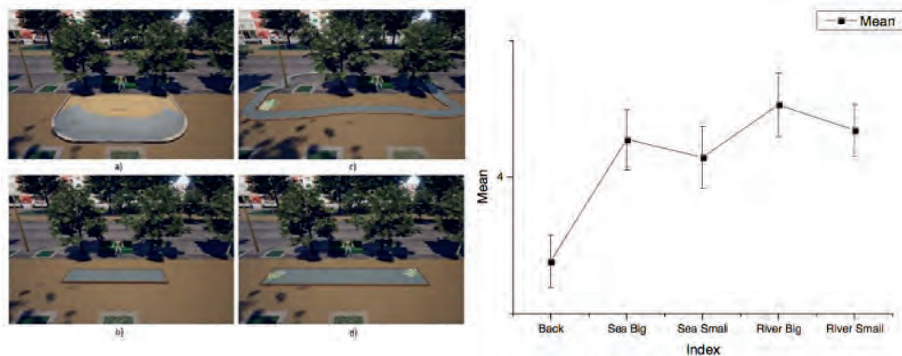 a)
c)
b)
d)
Mean
Mean
4
Back
Sea Big
Sea Small
River Big
River Small
Index